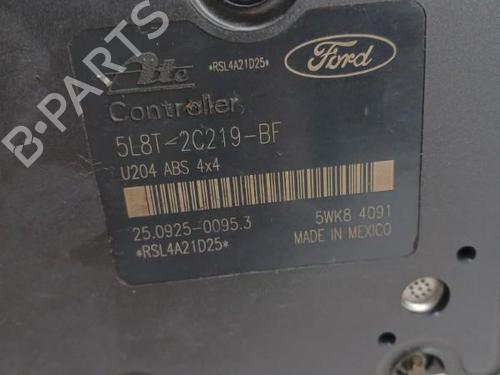 Ate
*RSL4A21D25*
Ford
Controller
5L8T-2C219-BF
U204 ABS 4x4
25.0925-0095.3
5WK8 4091
*RSL4A21D25*
MADE IN MEXICO
B-PARTS